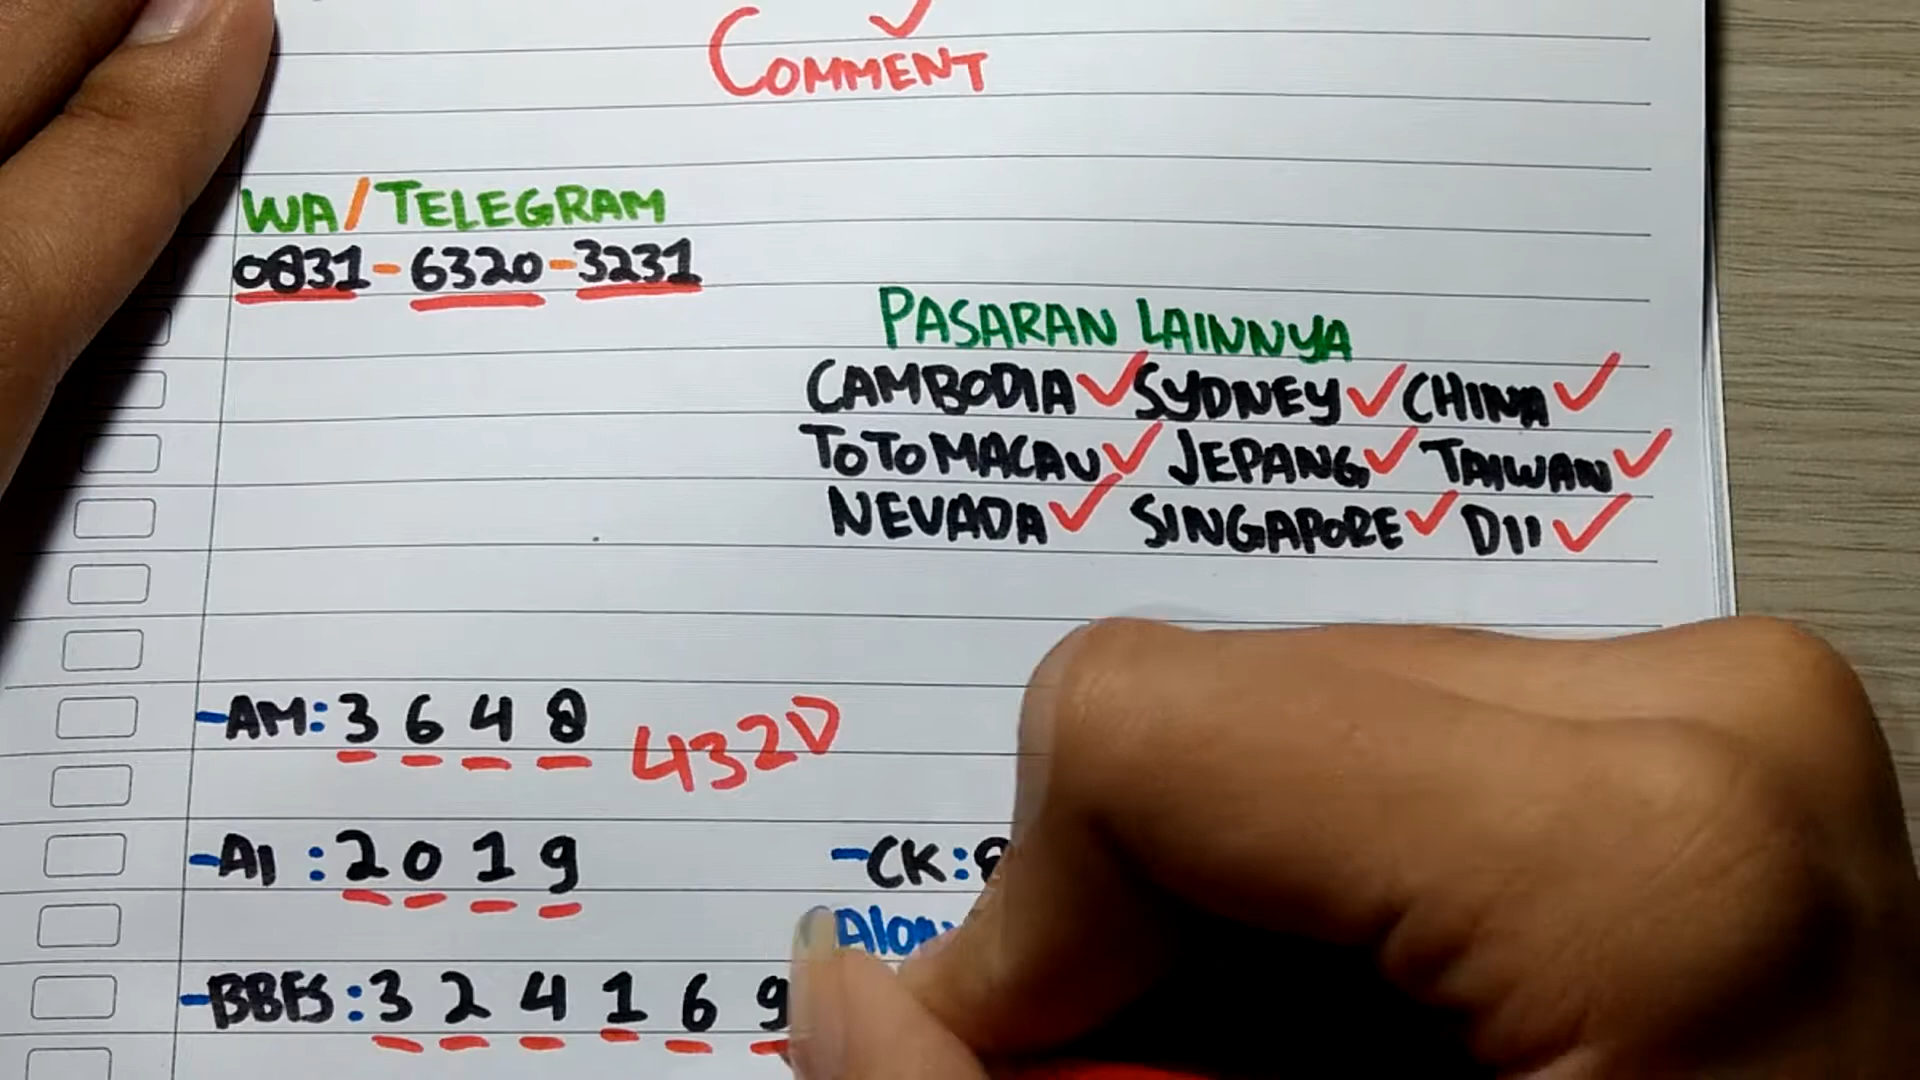 COMMENT
WA/TELEGRAM
0831-6320-3231
PASARAN LAINNYA
CAMBODIA✓SYDNEY✓CHINA✓
TOTOMACAU✓ JEPANG✓ TAIWAN✓
NEVADA✓ SINGAPORE✓ DII✓
-AM: 3 6 4 8 432D
-AI : 2 0 1 9
-CK:
-BBFS: 3 2 4 1 6 9